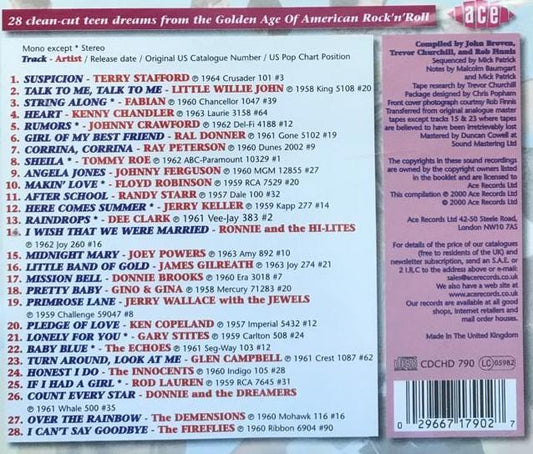 28 clean-cut teen dreams from the Golden Age Of American Rock'n'Roll
ace
Mono except * Stereo
Track - Artist / Release date / Original US Catalogue Number / US Pop Chart Position
1. SUSPICION - TERRY STAFFORD ℗ 1964 Crusader 101 #3
2. TALK TO ME, TALK TO ME - LITTLE WILLIE JOHN ℗ 1958 King 5108 #20
3. STRING ALONG * - FABIAN ℗ 1960 Chancellor 1047 #39
4. HEART - KENNY CHANDLER ℗ 1963 Laurie 3158 #64
5. RUMORS * - JOHNNY CRAWFORD ℗ 1962 Del-Fi 4188 #12
6. GIRL OF MY BEST FRIEND - RAL DONNER ℗ 1961 Gone 5102 #19
7. CORRINA, CORRINA - RAY PETERSON ℗ 1960 Dunes 2002 #9
8. SHEILA * - TOMMY ROE ℗ 1962 ABC-Paramount 10329 #1
9. ANGELA JONES - JOHNNY FERGUSON ℗ 1960 MGM 12855 #27
10. MAKIN' LOVE * - FLOYD ROBINSON ℗ 1959 RCA 7529 #20
11. AFTER SCHOOL - RANDY STARR ℗ 1957 Dale 100 #32
12. HERE COMES SUMMER * - JERRY KELLER ℗ 1959 Kapp 277 #14
13. RAINDROPS * - DEE CLARK ℗ 1961 Vee-Jay 383 #2
14. I WISH THAT WE WERE MARRIED - RONNIE and the HI-LITES
℗ 1962 Joy 260 #16
15. MIDNIGHT MARY - JOEY POWERS ℗ 1963 Amy 892 #10
16. LITTLE BAND OF GOLD - JAMES GILREATH ℗ 1963 Joy 274 #21
17. MISSION BELL - DONNIE BROOKS ℗ 1960 Era 3018 #7
18. PRETTY BABY - GINO & GINA ℗ 1958 Mercury 71283 #20
19. PRIMROSE LANE - JERRY WALLACE with the JEWELS
℗ 1959 Challenge 59047 #8
20. PLEDGE OF LOVE - KEN COPELAND ℗ 1957 Imperial 5432 #12
21. LONELY FOR YOU * - GARY STITES ℗ 1959 Carlton 508 #24
22. BABY BLUE * - The ECHOES ℗ 1961 Seg-Way 103 #12
23. TURN AROUND, LOOK AT ME - GLEN CAMPBELL ℗ 1961 Crest 1087 #62
24. HONEST I DO - The INNOCENTS ℗ 1960 Indigo 105 #28
25. IF I HAD A GIRL * - ROD LAUREN ℗ 1959 RCA 7645 #31
26. COUNT EVERY STAR - DONNIE and the DREAMERS
℗ 1961 Whale 500 #35
27. OVER THE RAINBOW - The DEMENSIONS ℗ 1960 Mohawk 116 #16
28. I CAN'T SAY GOODBYE - The FIREFLIES ℗ 1960 Ribbon 6904 #90
Compiled by John Broven,
Trevor Churchill, and Rob Finnis
Sequenced by Mick Patrick
Notes by Malcolm Baumgart
and Mick Patrick
Tape research by Trevor Churchill
Package designed by Chris Popham
Front cover photograph courtesy Rob Finnis
Transferred from original analogue master
tapes except tracks 15 & 23 where tapes
are believed to have been irretrievably lost
Mastered by Duncan Cowell at
Sound Mastering Ltd
The copyrights in these sound recordings
are owned by the copyright owners listed
in the booklet and are licensed to
Ace Records Ltd
This compilation ℗ 2000 Ace Records Ltd
© 2000 Ace Records Ltd
Ace Records Ltd 42-50 Steele Road,
London NW10 7AS
For details of the price of our catalogues
(free to residents of the UK) and
newsletter subscription, send an S.A.E. or
2 I.R.C to the address above or e-mail
sales@acerecords.co.uk
www.acerecords.co.uk
Our records are available at all good
shops, Internet retailers and
mail order houses.
Made In The United Kingdom
CDCHD 790 LC 05982
0 29667 17902 7